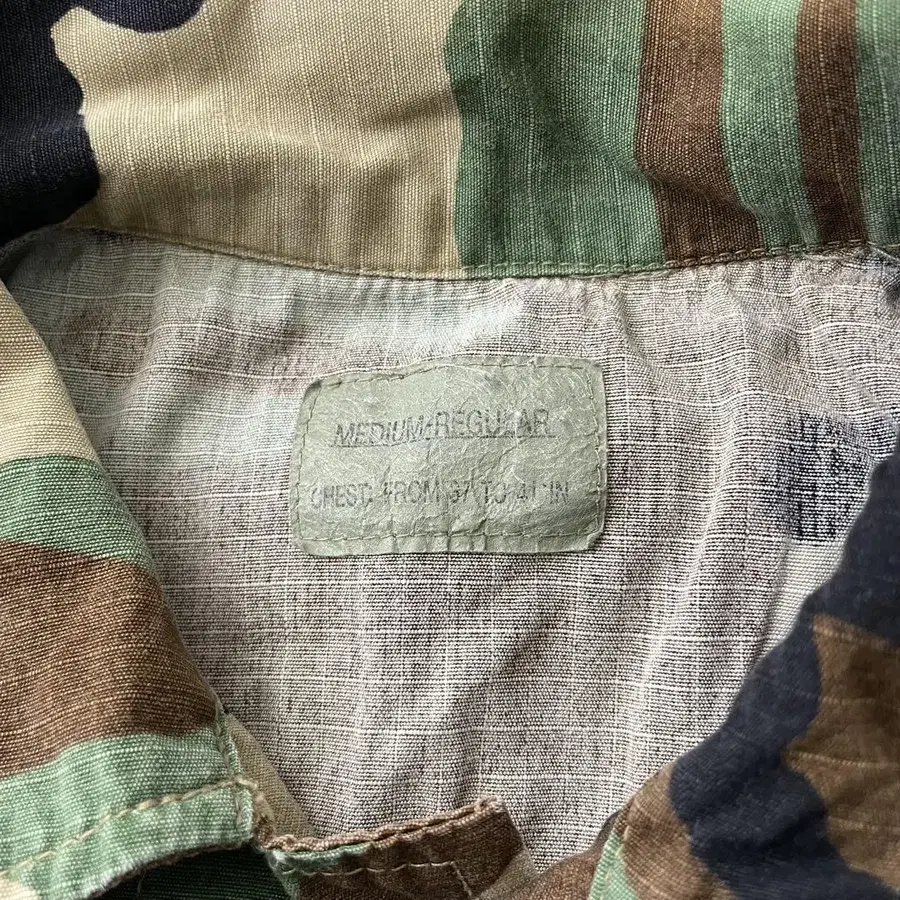 MEDIUM-REGULAR
CHEST: FROM 37 TO 41 IN